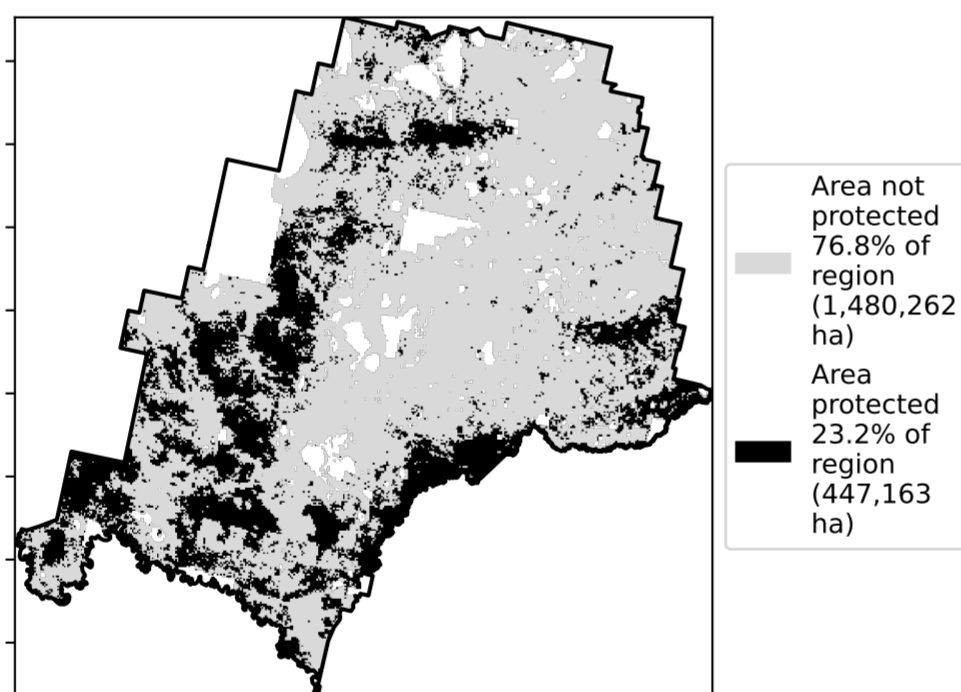 Area not
protected
76.8% of
region
(1,480,262
ha)
Area
protected
23.2% of
region
(447,163
ha)